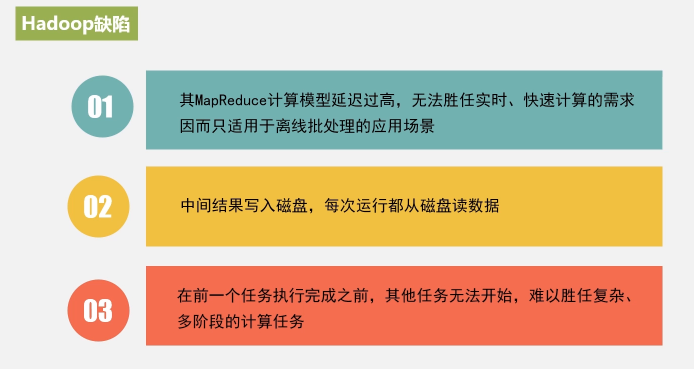 Hadoop缺陷
01
其MapReduce计算模型延迟过高，无法胜任实时、快速计算的需求
因而只适用于离线批处理的应用场景
02
中间结果写入磁盘，每次运行都从磁盘读数据
03
在前一个任务执行完成之前，其他任务无法开始，难以胜任复杂、
多阶段的计算任务